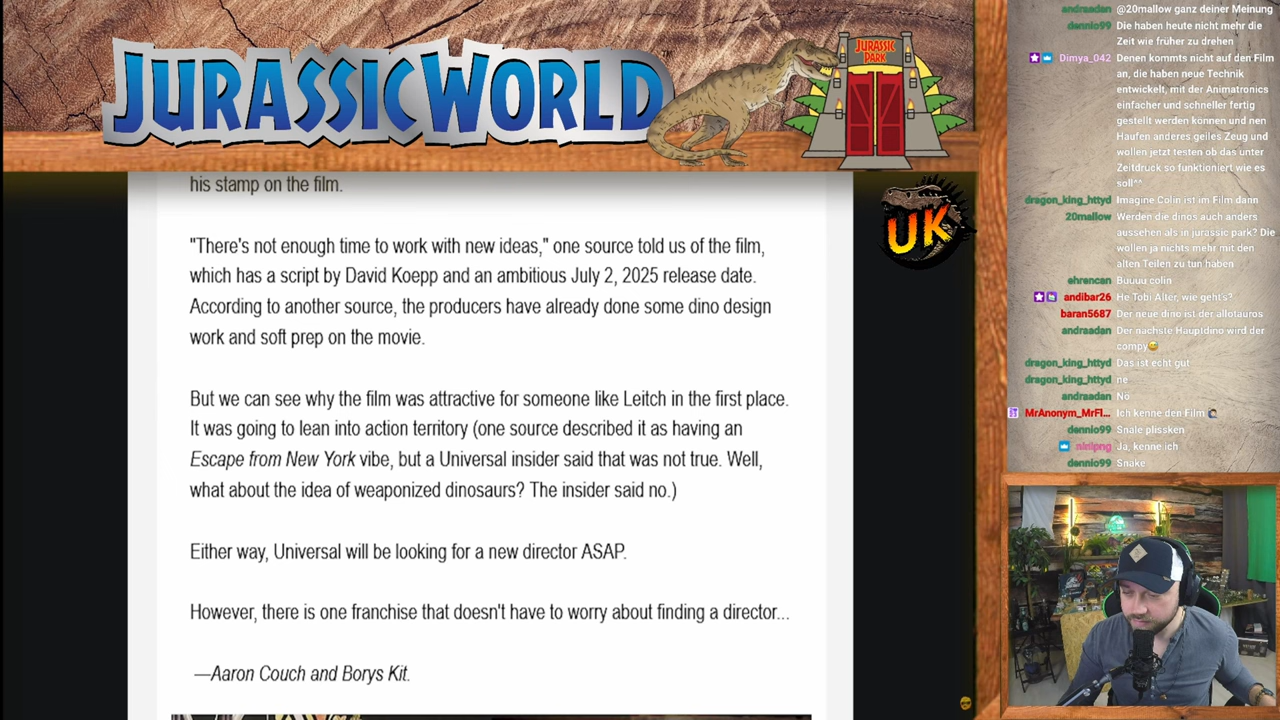 JURASSIC WORLD
JURASSIC
PARK
UK
his stamp on the film.
"There's not enough time to work with new ideas," one source told us of the film,
which has a script by David Koepp and an ambitious July 2, 2025 release date.
According to another source, the producers have already done some dino design
work and soft prep on the movie.
But we can see why the film was attractive for someone like Leitch in the first place.
It was going to lean into action territory (one source described it as having an
Escape from New York vibe, but a Universal insider said that was not true. Well,
what about the idea of weaponized dinosaurs? The insider said no.)
Either way, Universal will be looking for a new director ASAP.
However, there is one franchise that doesn't have to worry about finding a director...
—Aaron Couch and Borys Kit.
andraadan @20mallow ganz deiner Meinung
dennio99 Die haben heute nicht mehr die
Zeit wie früher zu drehen
Dimya_042 Denen kommts nicht auf den Film
an, die haben neue Technik
entwickelt, mit der Animatronics
einfacher und schneller fertig
gestellt werden können und nen
Haufen anderes geiles Zeug und
wollen jetzt testen ob das unter
Zeitdruck so funktioniert wie es
soll^^
dragon_king_httyd Imagine Colin ist im Film dann
20mallow Werden die dinos auch anders
aussehen als in jurassic park? Die
wollen ja nichts mehr mit den
alten Teilen zu tun haben
ehrencan Buuuu colin
andibar26 He Tobi Alter, wie geht's?
baran5687 Der neue dino ist der allotauros
andraadan Der nächste Hauptdino wird der
compy
dragon_king_httyd Das ist echt gut
dragon_king_httyd ne
andraadan Nö
MrAnonym_MrFl... Ich kenne den Film
dennio99 Snale plissken
ninipng Ja, kenne ich
dennio99 Snake